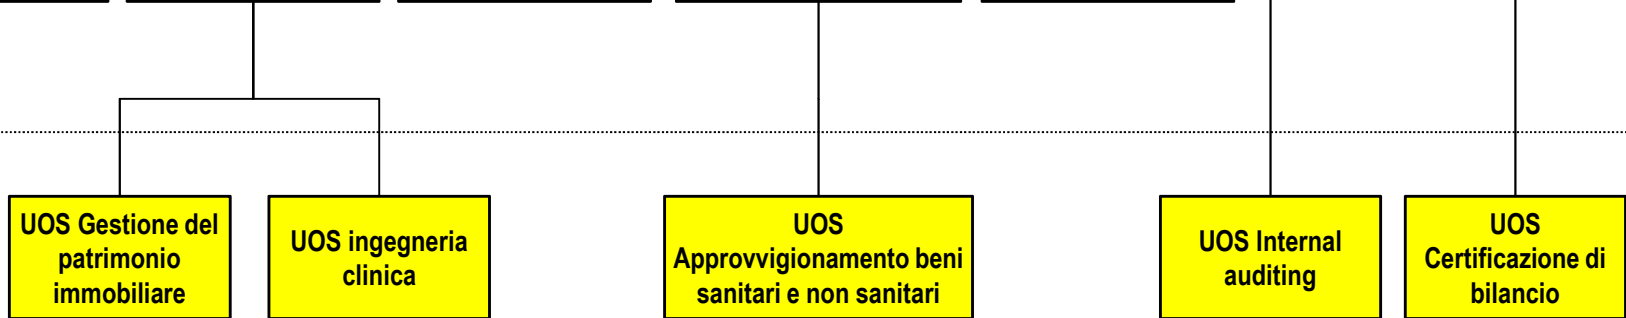 UOS Gestione del
patrimonio
immobiliare
UOS ingegneria
clinica
UOS
Approvvigionamento beni
sanitari e non sanitari
UOS Internal
auditing
UOS
Certificazione di
bilancio